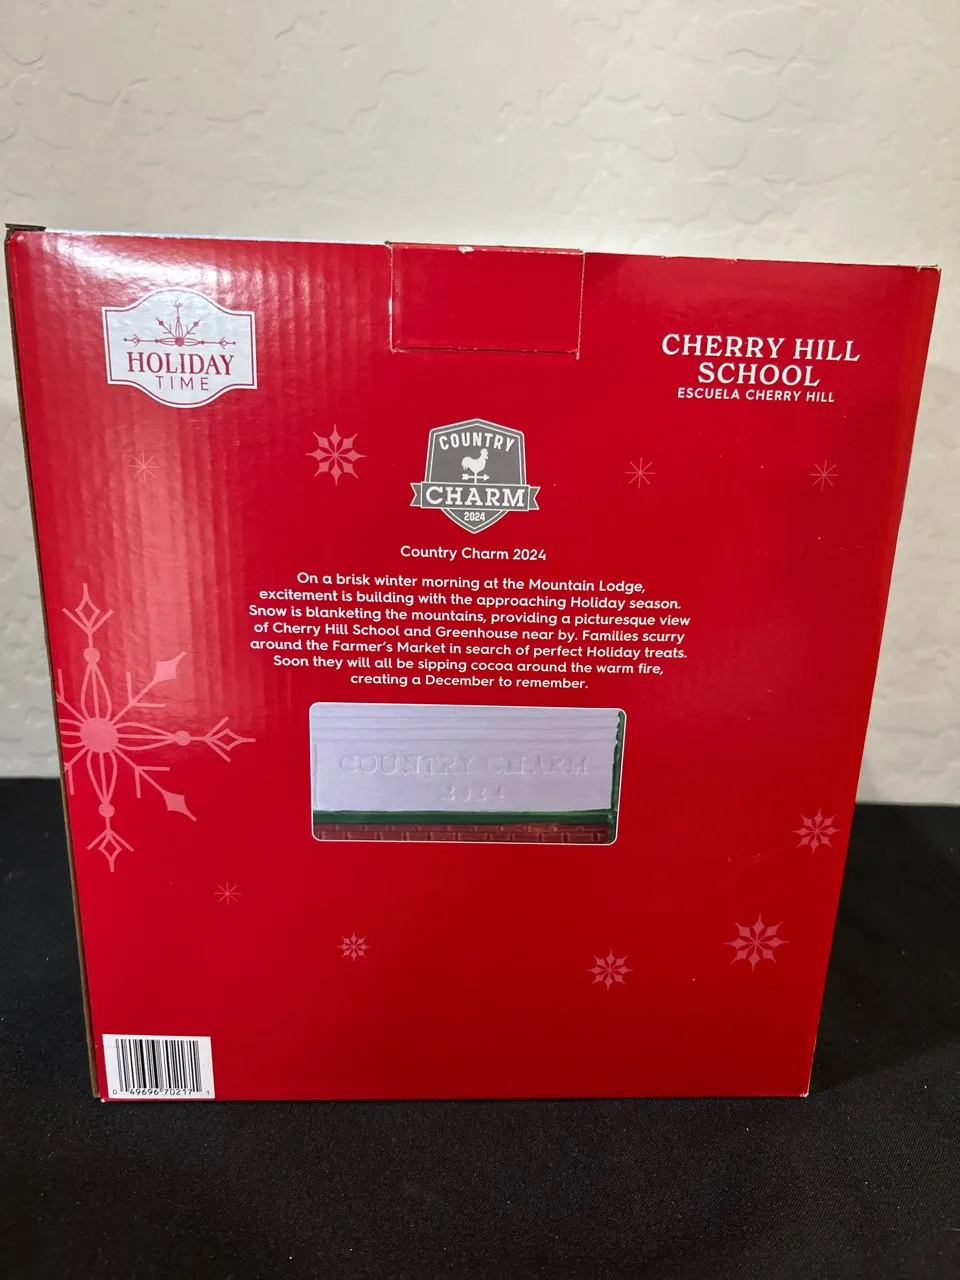 HOLIDAY
TIME
CHERRY HILL
SCHOOL
ESCUELA CHERRY HILL
COUNTRY
CHARM
2024
Country Charm 2024
On a brisk winter morning at the Mountain Lodge,
excitement is building with the approaching Holiday season.
Snow is blanketing the mountains, providing a picturesque view
of Cherry Hill School and Greenhouse near by. Families scurry
around the Farmer's Market in search of perfect Holiday treats.
Soon they will all be sipping cocoa around the warm fire,
creating a December to remember.
COUNTRY CHARM
2024
0 49696 70217 1